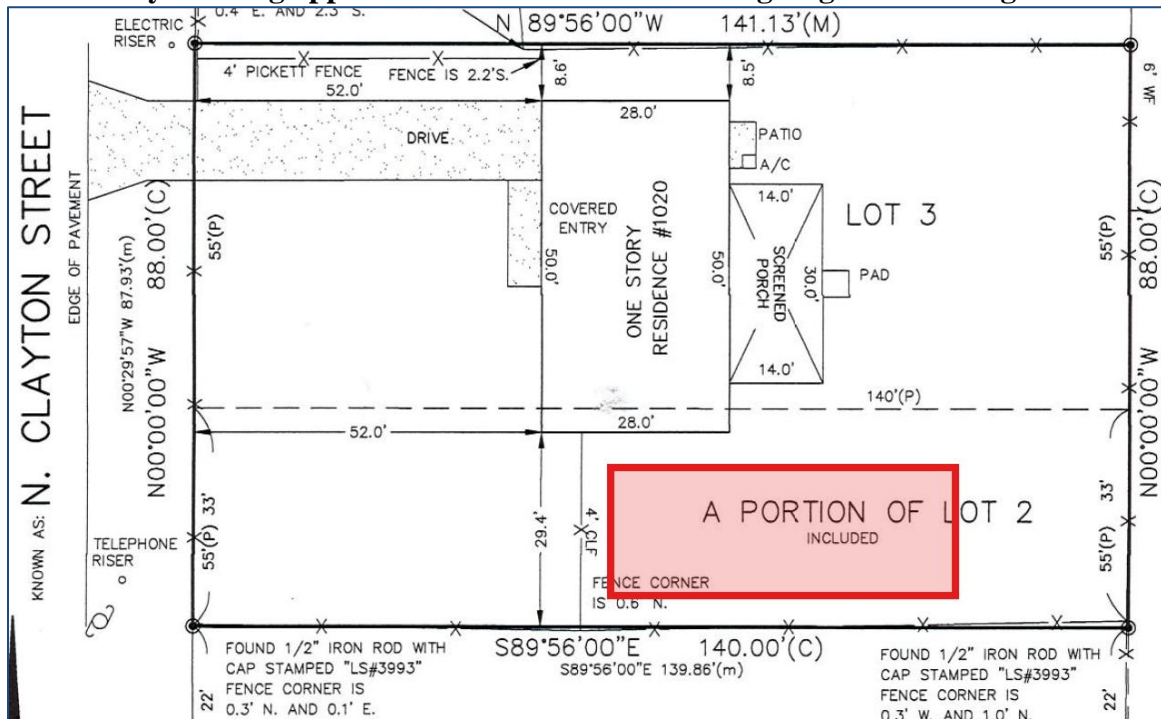 0.4 E. AND 2.3 S.
N 89°56'00"W 141.13'(M)
ELECTRIC
RISER
4' PICKETT FENCE
FENCE IS 2.2'S.
8.6'
8.5'
6' WF
52.0'
28.0'
DRIVE
PATIO
A/C
COVERED
ENTRY
14.0'
LOT 3
KNOWN AS: N. CLAYTON STREET
EDGE OF PAVEMENT
N00°29'57"W 87.93'(m)
N00°00'00"W 88.00'(C)
55'(P)
50.0'
ONE STORY
RESIDENCE #1020
50.0'
SCREENED
PORCH
30.0'
PAD
55'(P)
N00°00'00"W 88.00'(C)
14.0'
140'(P)
52.0'
28.0'
55'(P) 33'
29.4'
4' CLF
A PORTION OF LOT 2
INCLUDED
55'(P) 33'
TELEPHONE
RISER
FENCE CORNER
IS 0.6 N.
S89°56'00"E 140.00'(C)
S89°56'00"E 139.86'(m)
22'
FOUND 1/2" IRON ROD WITH
CAP STAMPED "LS#3993"
FENCE CORNER IS
0.3' N. AND 0.1' E.
FOUND 1/2" IRON ROD WITH
CAP STAMPED "LS#3993"
FENCE CORNER IS
0.3' W. AND 1.0' N.
22'